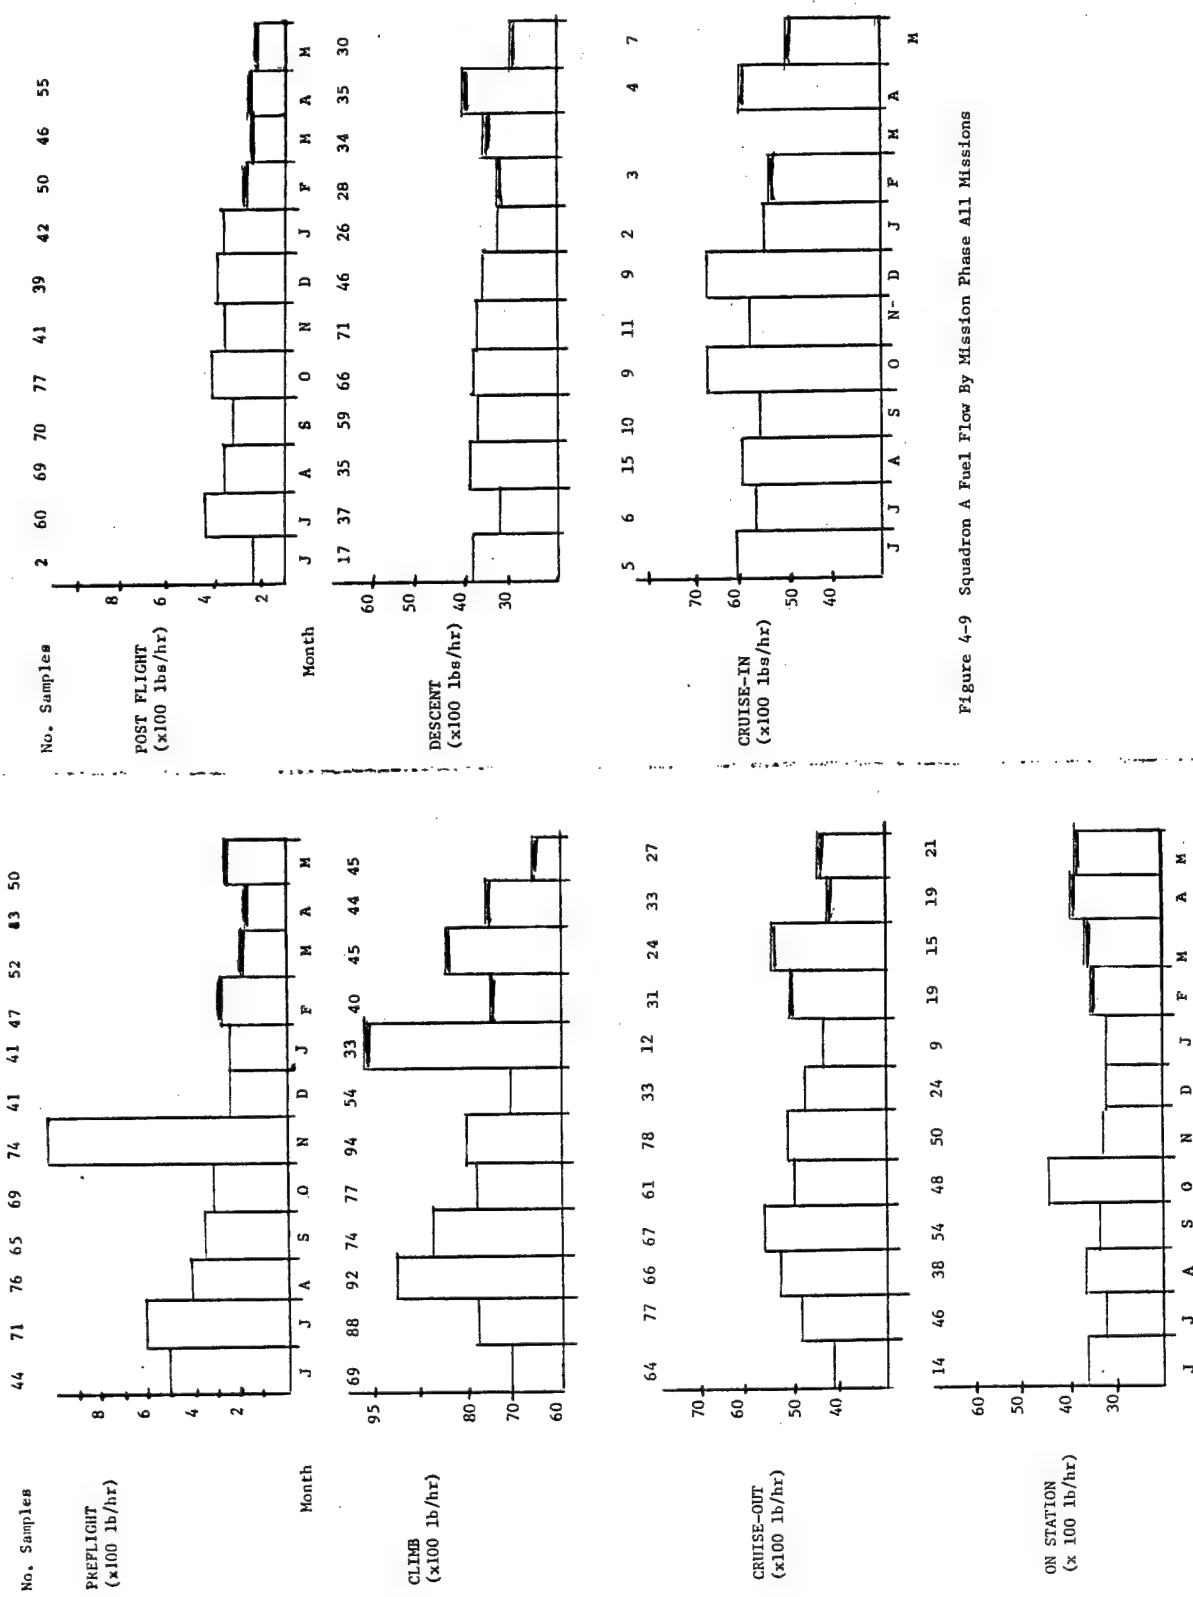 No. Samples 44 71 76 65 69 74 41 41 47 52 50
PREFLIGHT
(x100 lb/hr)
8
6
4
2
Month J J A S O N D J F M A M
69 88 92 74 77 94 54 33 40 45 44 45
CLIMB
(x100 lb/hr)
95
80
70
60
64 77 66 67 61 78 33 12 31 24 33 27
CRUISE-OUT
(x100 lb/hr)
70
60
50
40
14 46 38 54 48 50 24 9 19 15 19 21
ON STATION
(x 100 lb/hr)
60
50
40
30
J J A S O N D J F M A M
No. Samples 2 60 69 70 77 41 39 42 50 46 55
POST FLIGHT
(x100 lbs/hr)
8
6
4
2
Month J J A S O N D J F M A M
17 37 35 59 66 71 46 26 28 34 35 30
DESCENT
(x100 lbs/hr)
60
50
40
30
5 6 15 10 9 11 9 2 3 4 7
CRUISE-IN
(x100 lbs/hr)
70
60
50
40
J J A S O N- D J F M A M
Figure 4-9 Squadron A Fuel Flow By Mission Phase All Missions